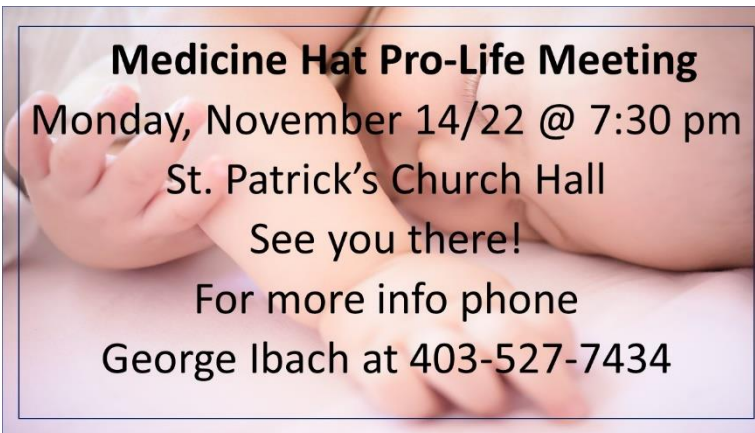 Medicine Hat Pro-Life Meeting
Monday, November 14/22 @ 7:30 pm
St. Patrick’s Church Hall
See you there!
For more info phone
George Ibach at 403-527-7434